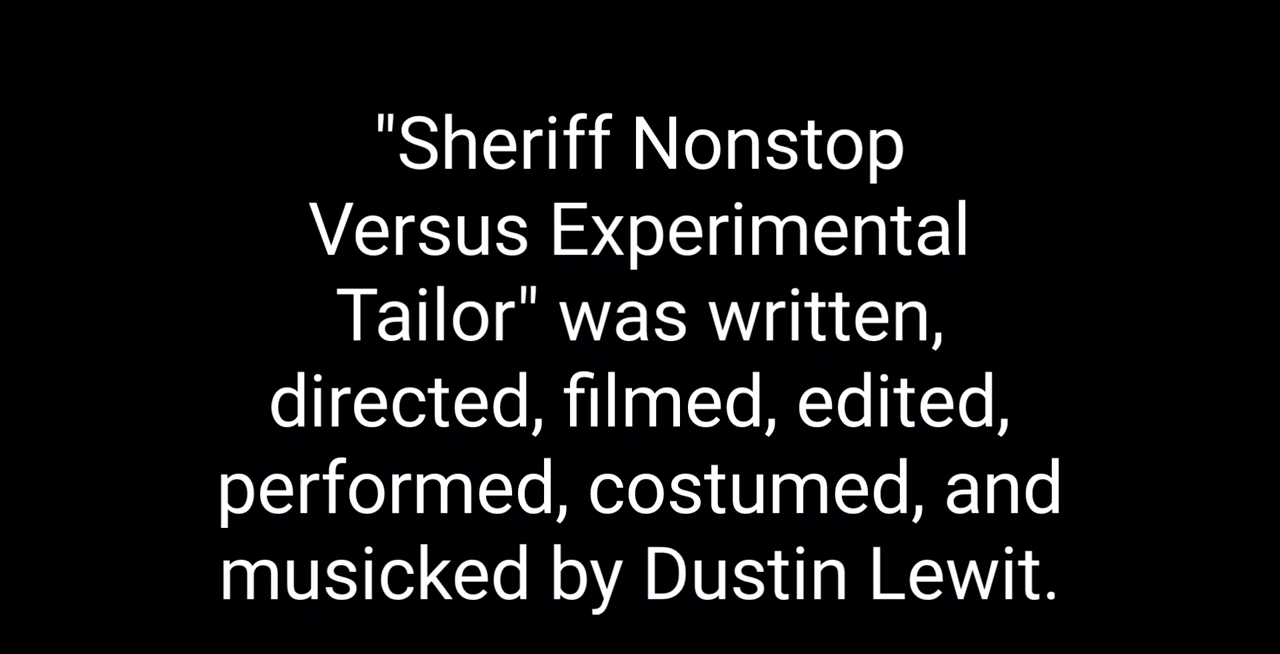 "Sheriff Nonstop
Versus Experimental
Tailor" was written,
directed, filmed, edited,
performed, costumed, and
musicked by Dustin Lewit.